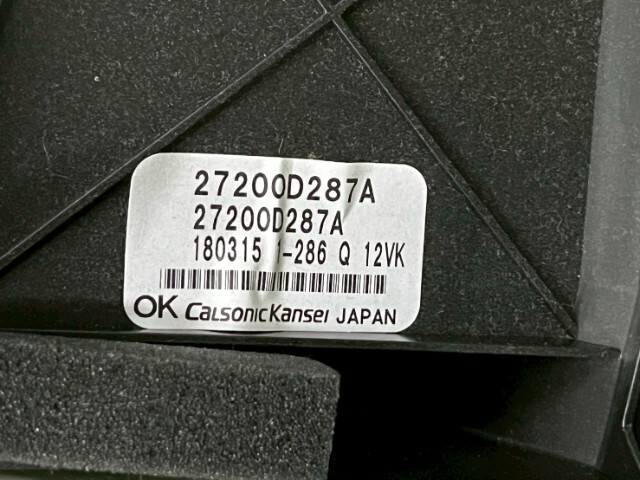 27200D287A
27200D287A
180315 1-286 Q 12VK
OK CalsonicKansei JAPAN